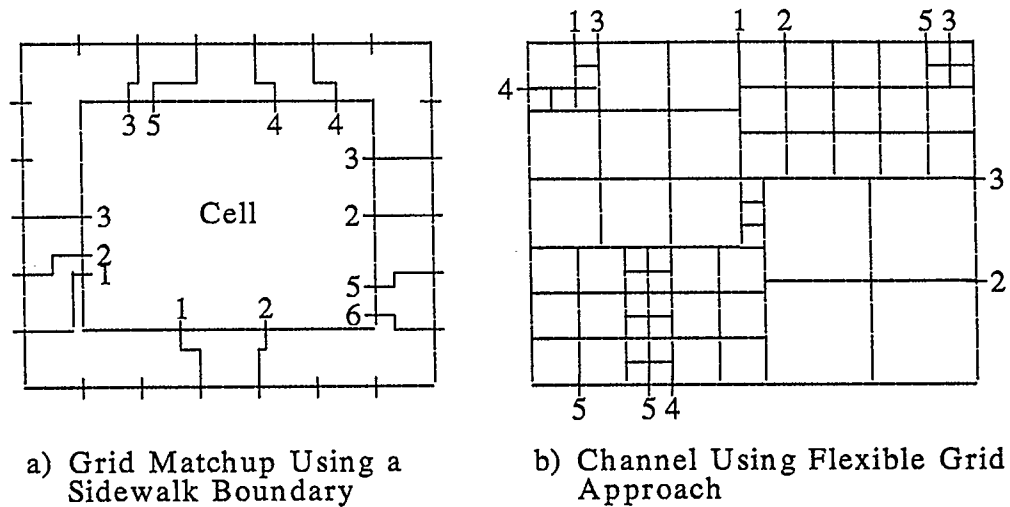 1 3 1 2 5 3
4
3 5 4 4
3
3 Cell 2
2
1
5
6
1 2
3
2
5 5 4
a) Grid Matchup Using a
Sidewalk Boundary
b) Channel Using Flexible Grid
Approach